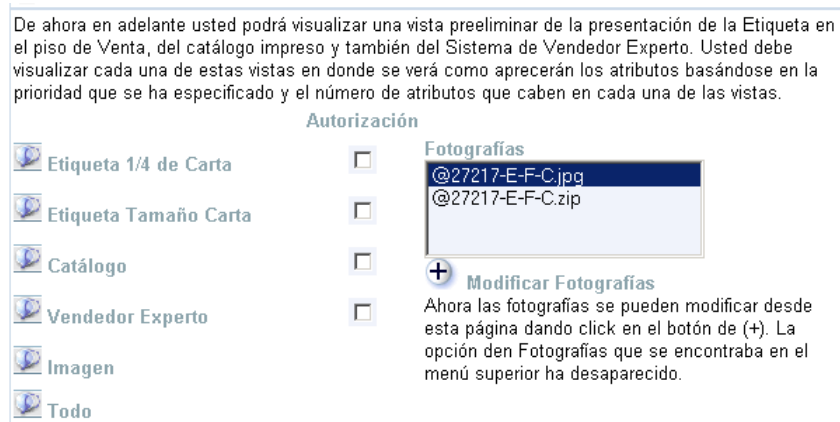 De ahora en adelante usted podrá visualizar una vista preeliminar de la presentación de la Etiqueta en
el piso de Venta, del catálogo impreso y también del Sistema de Vendedor Experto. Usted debe
visualizar cada una de estas vistas en donde se verá como aprecerán los atributos basándose en la
prioridad que se ha especificado y el número de atributos que caben en cada una de las vistas.
Autorización
Etiqueta 1/4 de Carta
Etiqueta Tamaño Carta
Catálogo
Vendedor Experto
Imagen
Todo
Fotografías
@27217-E-F-C.jpg
@27217-E-F-C.zip
Modificar Fotografías
Ahora las fotografías se pueden modificar desde
esta página dando click en el botón de (+). La
opción den Fotografías que se encontraba en el
menú superior ha desaparecido.